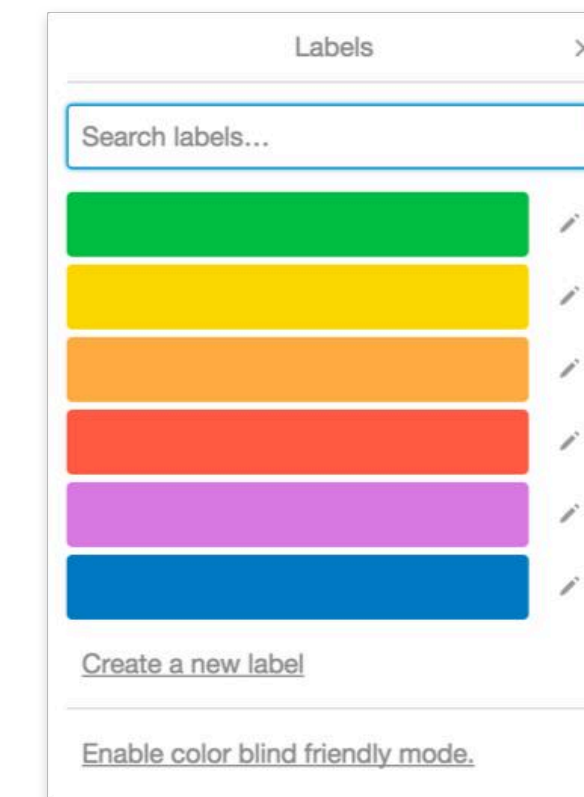 Labels
Search labels...
Create a new label
Enable color blind friendly mode.